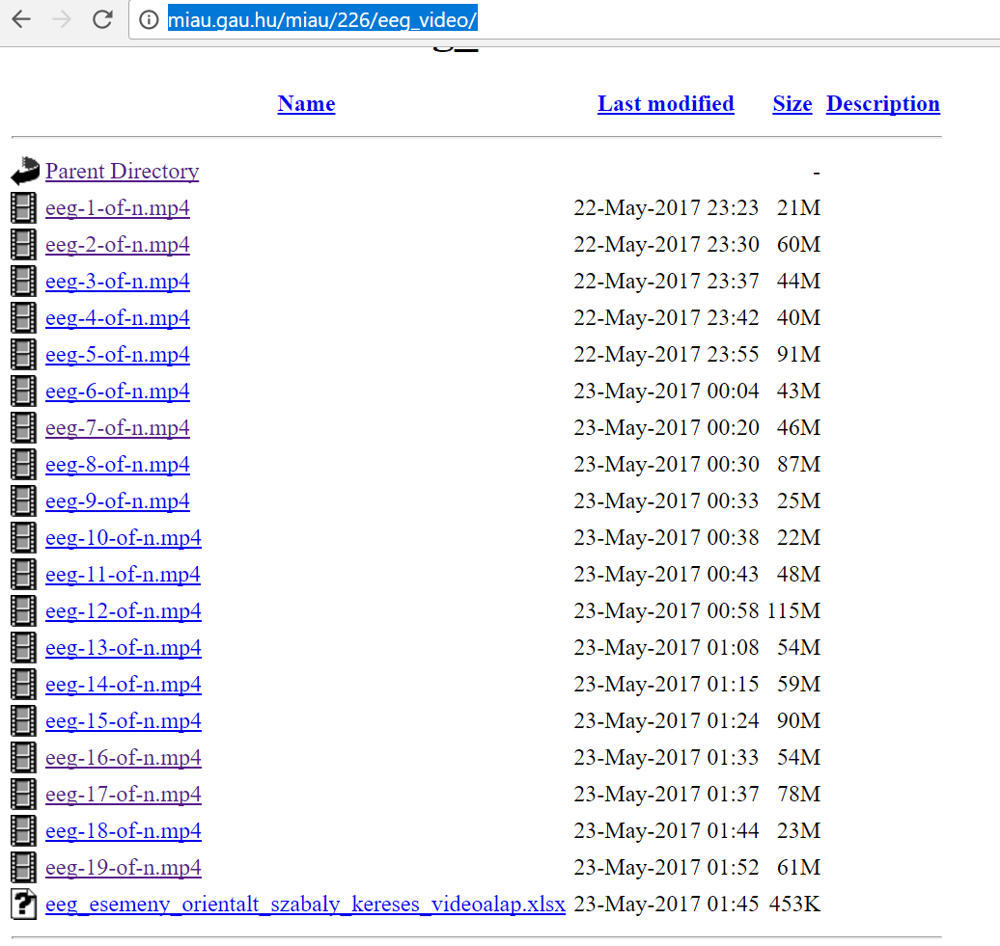 miau.gau.hu/miau/226/eeg_video/
Name Last modified Size Description
Parent Directory -
eeg-1-of-n.mp4 22-May-2017 23:23 21M
eeg-2-of-n.mp4 22-May-2017 23:30 60M
eeg-3-of-n.mp4 22-May-2017 23:37 44M
eeg-4-of-n.mp4 22-May-2017 23:42 40M
eeg-5-of-n.mp4 22-May-2017 23:55 91M
eeg-6-of-n.mp4 23-May-2017 00:04 43M
eeg-7-of-n.mp4 23-May-2017 00:20 46M
eeg-8-of-n.mp4 23-May-2017 00:30 87M
eeg-9-of-n.mp4 23-May-2017 00:33 25M
eeg-10-of-n.mp4 23-May-2017 00:38 22M
eeg-11-of-n.mp4 23-May-2017 00:43 48M
eeg-12-of-n.mp4 23-May-2017 00:58 115M
eeg-13-of-n.mp4 23-May-2017 01:08 54M
eeg-14-of-n.mp4 23-May-2017 01:15 59M
eeg-15-of-n.mp4 23-May-2017 01:24 90M
eeg-16-of-n.mp4 23-May-2017 01:33 54M
eeg-17-of-n.mp4 23-May-2017 01:37 78M
eeg-18-of-n.mp4 23-May-2017 01:44 23M
eeg-19-of-n.mp4 23-May-2017 01:52 61M
eeg_esemeny_orientalt_szabaly_kereses_videoalap.xlsx 23-May-2017 01:45 453K